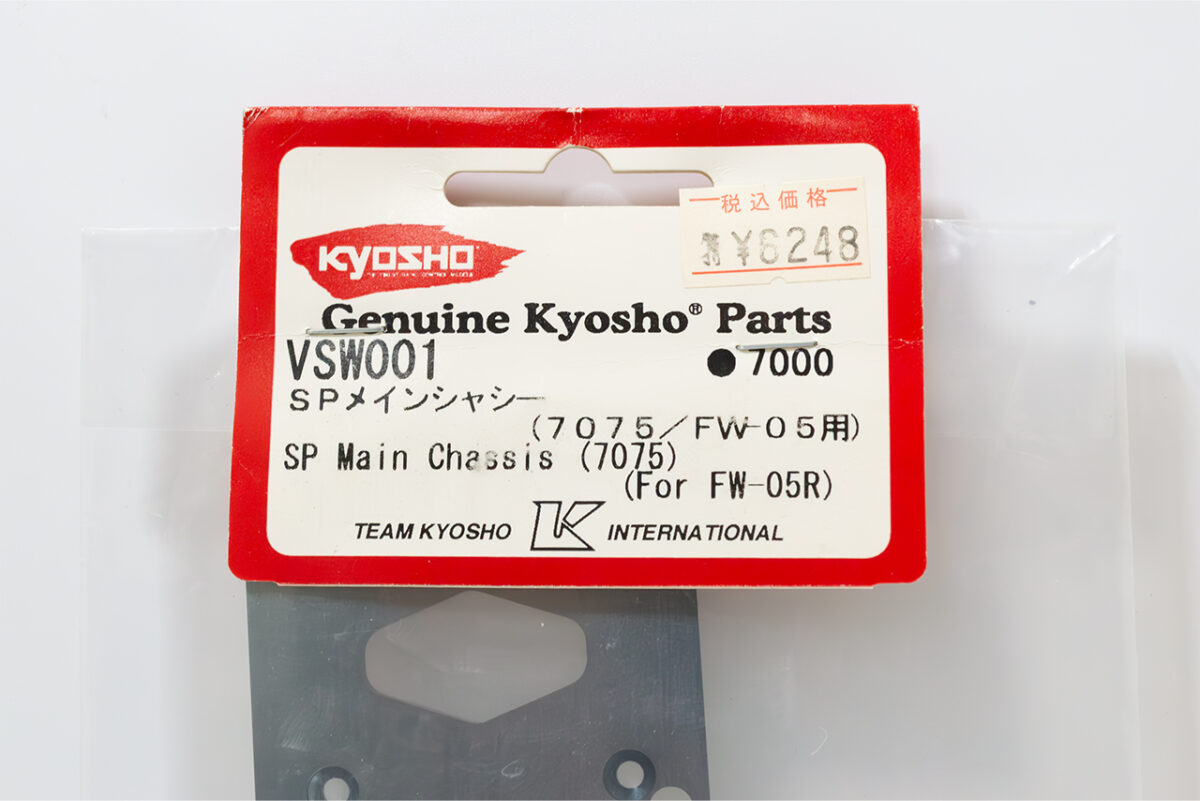 税込価格
¥6248
KYOSHO
Genuine Kyosho® Parts
VSW001
●7000
SPメインシャシー
(7075/FW-05用)
SP Main Chassis (7075)
(For FW-05R)
TEAM KYOSHO K INTERNATIONAL